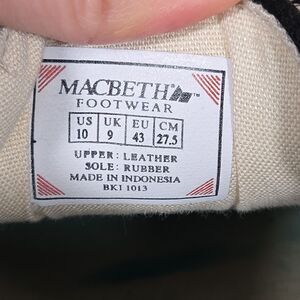 MACBETH™
FOOTWEAR
US UK EU CM
10 9 43 27.5
UPPER: LEATHER
SOLE: RUBBER
MADE IN INDONESIA
BK1 1013